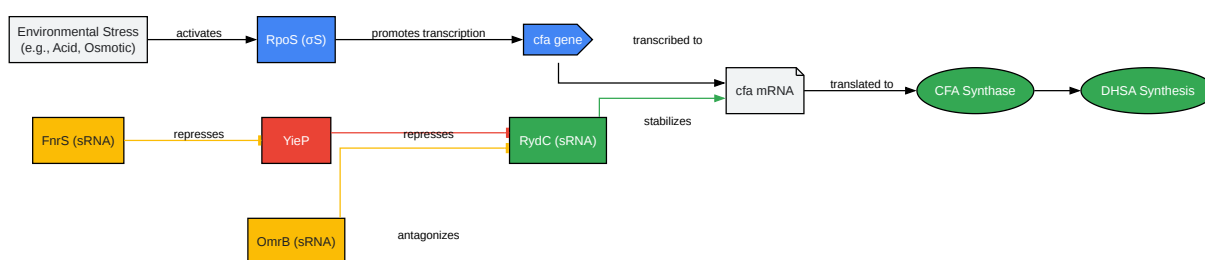 Environmental Stress
(e.g., Acid, Osmotic)
activates
RpoS (σS)
promotes transcription
cfa gene
transcribed to
cfa mRNA
translated to
CFA Synthase
DHSA Synthesis
stabilizes
FnrS (sRNA)
represses
YieP
represses
RydC (sRNA)
OmrB (sRNA)
antagonizes